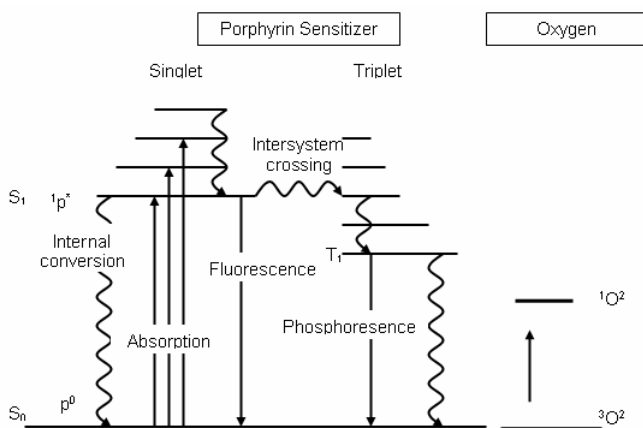 Porphyrin Sensitizer
Oxygen
Singlet
Triplet
Intersystem
crossing
S₁
¹p*
Internal
conversion
Fluorescence
T₁
¹O²
Absorption
Phosphoresence
S₀
p⁰
³O²